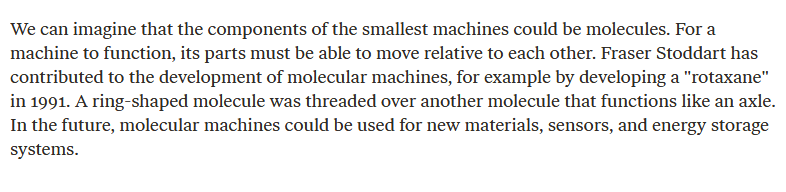 We can imagine that the components of the smallest machines could be molecules. For a
machine to function, its parts must be able to move relative to each other. Fraser Stoddart has
contributed to the development of molecular machines, for example by developing a "rotaxane"
in 1991. A ring-shaped molecule was threaded over another molecule that functions like an axle.
In the future, molecular machines could be used for new materials, sensors, and energy storage
systems.